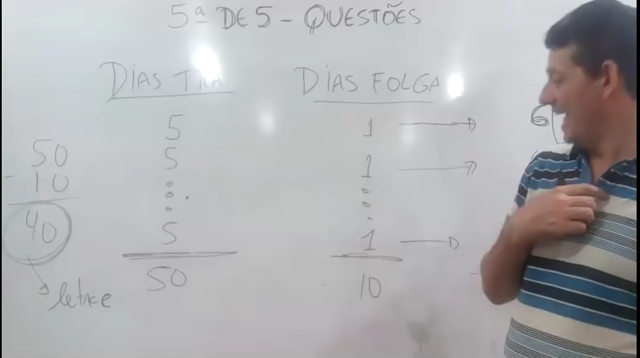 5ª DE 5 - QUESTÕES
DIAS DIAS FOLGA
5 1 → 6
50 5 1 →
- 10
40 5 1 →
50 10
letra e